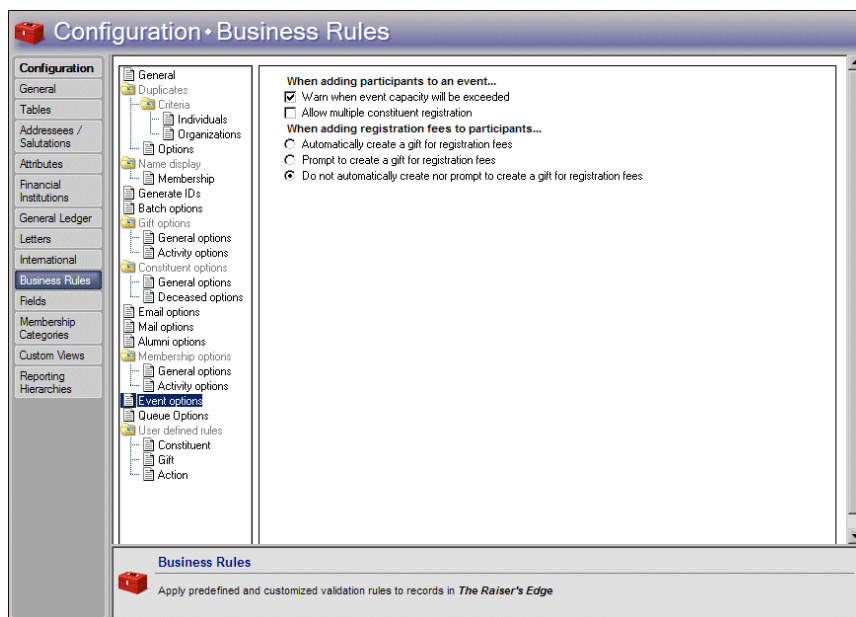 Configuration • Business Rules
Configuration
General
Tables
Addressees /
Salutations
Attributes
Financial
Institutions
General Ledger
Letters
International
Business Rules
Fields
Membership
Categories
Custom Views
Reporting
Hierarchies
General
Duplicates
Criteria
Individuals
Organizations
Options
Name display
Membership
Generate IDs
Batch options
Gift options
General options
Activity options
Constituent options
General options
Deceased options
Email options
Mail options
Alumni options
Membership options
General options
Activity options
Event options
Queue Options
User defined rules
Constituent
Gift
Action
When adding participants to an event...
Warn when event capacity will be exceeded
Allow multiple constituent registration
When adding registration fees to participants...
Automatically create a gift for registration fees
Prompt to create a gift for registration fees
Do not automatically create nor prompt to create a gift for registration fees
Business Rules
Apply predefined and customized validation rules to records in The Raiser's Edge